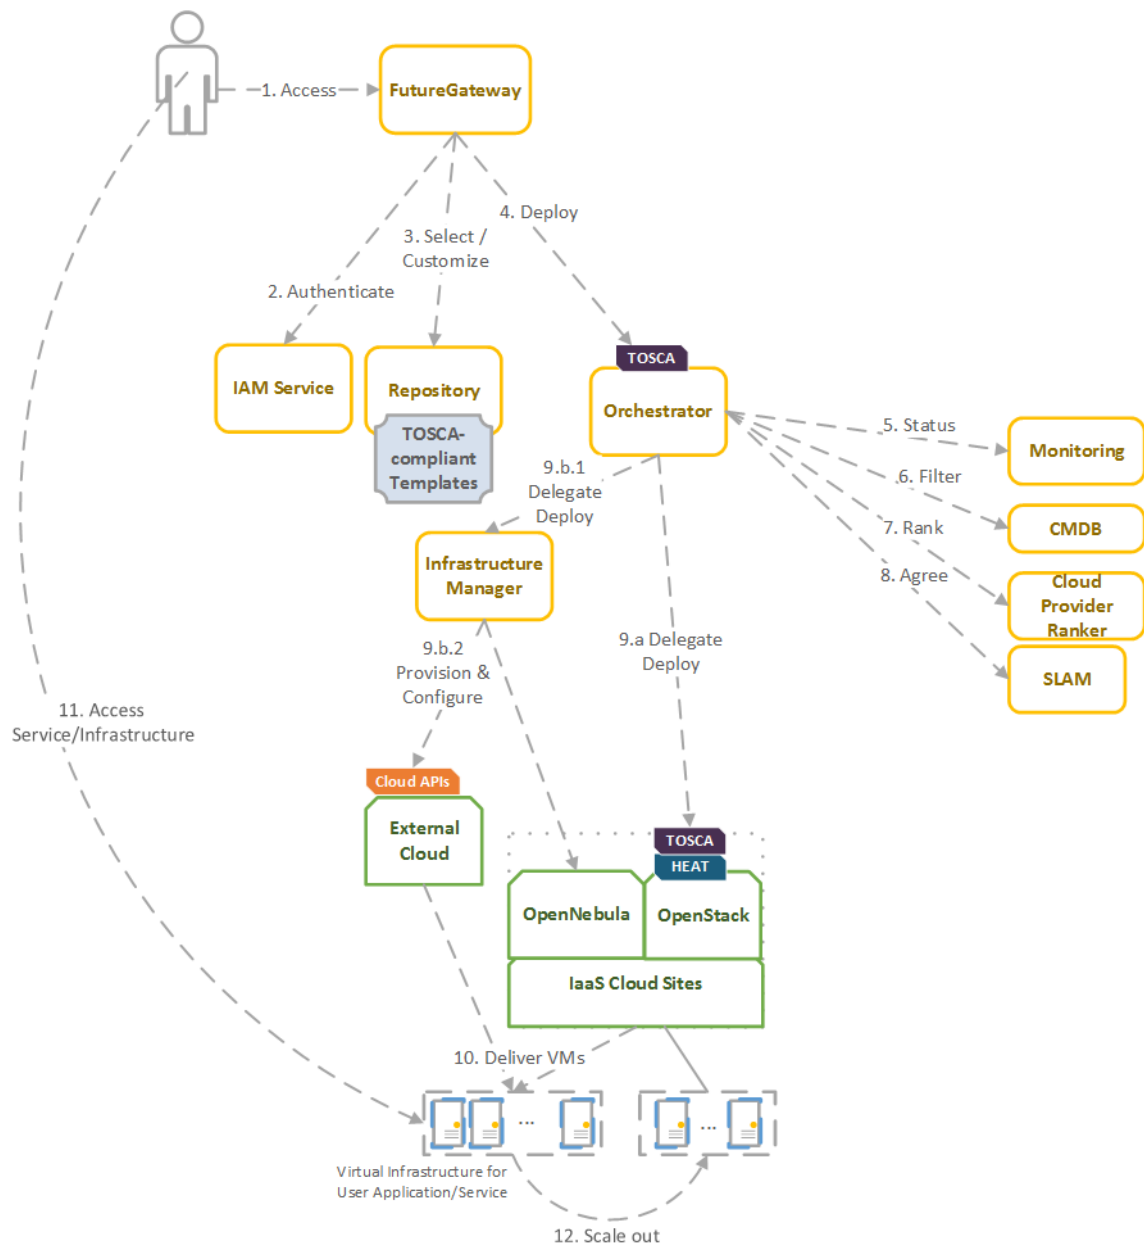 1. Access
FutureGateway
4. Deploy
3. Select /
Customize
2. Authenticate
TOSCA
IAM Service
Repository
Orchestrator
TOSCA-
compliant
Templates
5. Status
Monitoring
6. Filter
CMDB
7. Rank
8. Agree
Cloud
Provider
Ranker
SLAM
9.b.1
Delegate
Deploy
Infrastructure
Manager
9.b.2
Provision &
Configure
9.a Delegate
Deploy
11. Access
Service/Infrastructure
Cloud APIs
External
Cloud
TOSCA
HEAT
OpenNebula
OpenStack
IaaS Cloud Sites
10. Deliver VMs
...
...
Virtual Infrastructure for
User Application/Service
12. Scale out